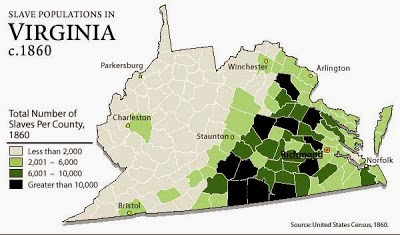 SLAVE POPULATIONS IN
VIRGINIA
c.1860
Parkersburg
Winchester
Arlington
Total Number of
Slaves Per County,
1860
Less than 2,000
2,001 – 6,000
6,001 – 10,000
Greater than 10,000
Charleston
Staunton
Richmond
Norfolk
Bristol
Source: United States Census, 1860.